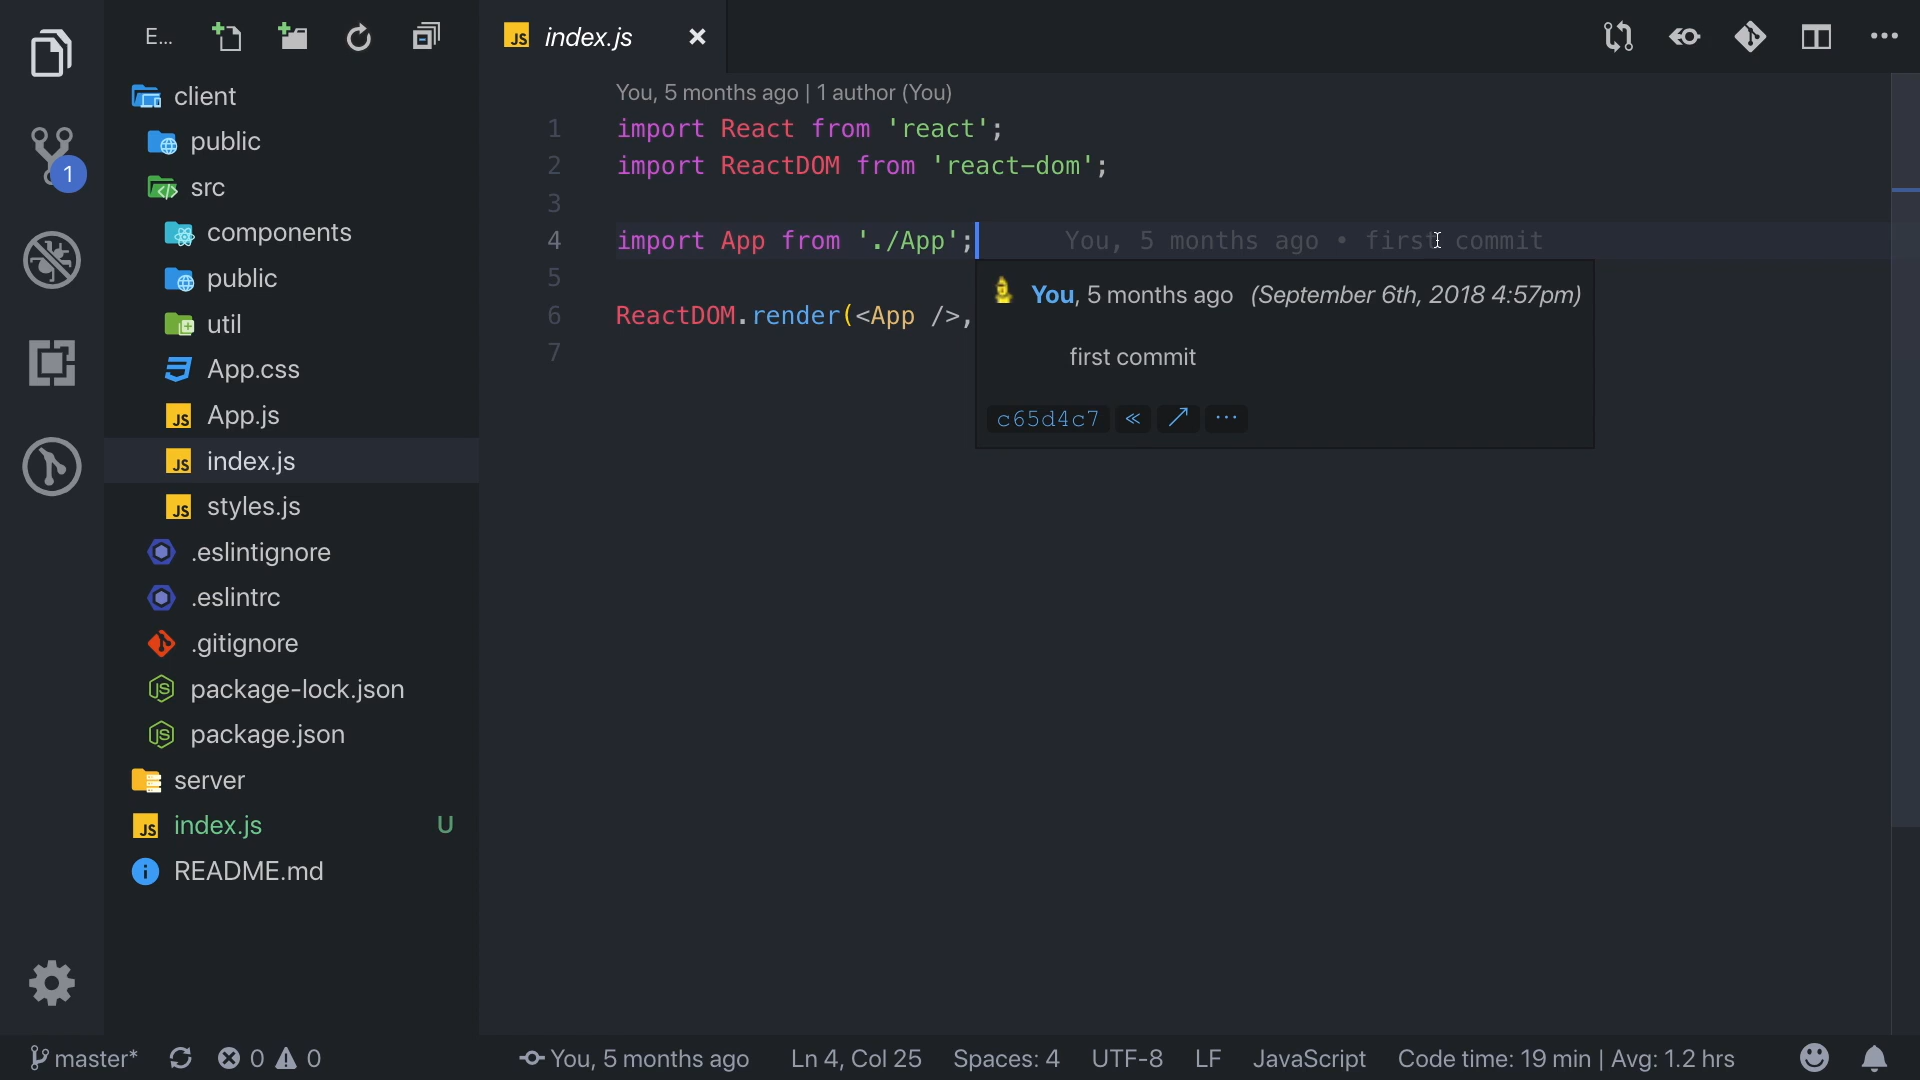 E...
index.js
client
public
src
components
public
util
App.css
App.js
index.js
styles.js
.eslintignore
.eslintrc
.gitignore
package-lock.json
package.json
server
index.js U
README.md
1
You, 5 months ago | 1 author (You)
1 import React from 'react';
2 import ReactDOM from 'react-dom';
3
4 import App from './App'; You, 5 months ago • first commit
5
6 ReactDOM.render(<App />,
7
You, 5 months ago (September 6th, 2018 4:57pm)
first commit
c65d4c7 « ···
master* 0 0 You, 5 months ago Ln 4, Col 25 Spaces: 4 UTF-8 LF JavaScript Code time: 19 min | Avg: 1.2 hrs